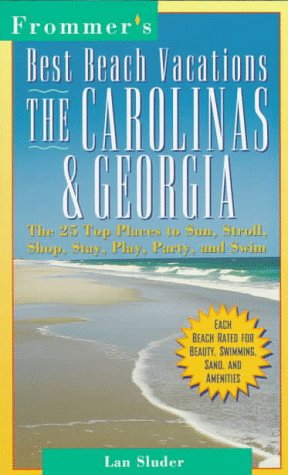 Frommer's
Best Beach Vacations
THE CAROLINAS
& GEORGIA
The 25 Top Places to Sun, Stroll,
Shop, Stay, Play, Party, and Swim
EACH
BEACH RATED FOR
BEAUTY, SWIMMING,
SAND, AND
AMENITIES
Lan Sluder